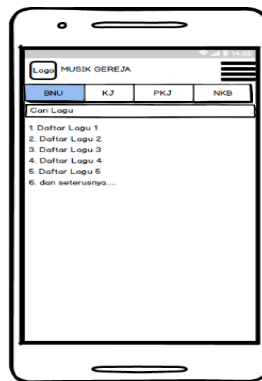 Logo MUSIK GEREJA
BNU KJ PKJ NKB
Cari Lagu
1. Daftar Lagu 1
2. Daftar Lagu 2
3. Daftar Lagu 3
4. Daftar Lagu 4
5. Daftar Lagu 5
6. dan seterusnya....